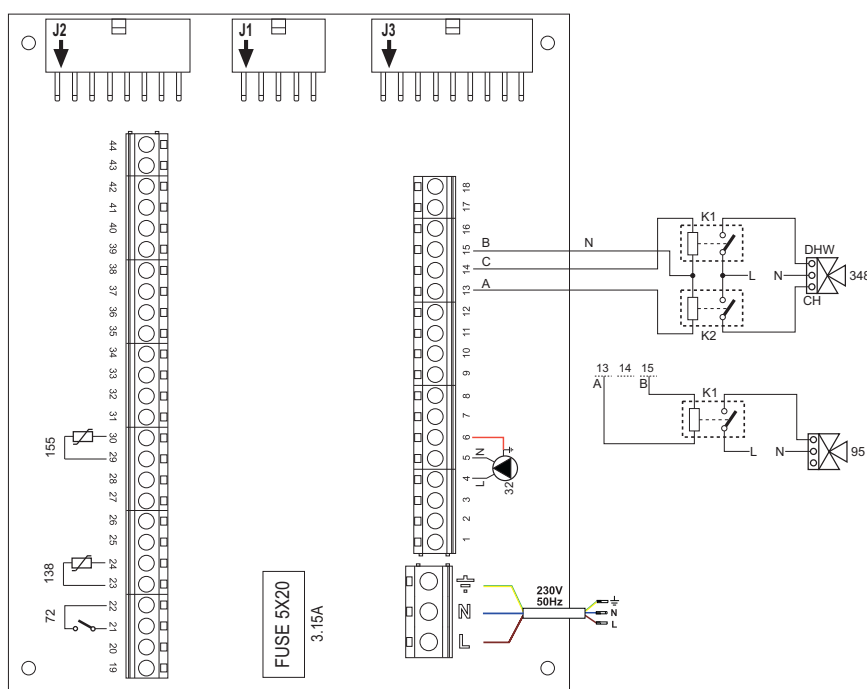 J2
J1
J3
44
43
42
41
40
39
38
37
36
35
34
33
32
31
30
29
28
27
26
25
24
23
22
21
20
19
155
138
72
18
17
16
15
14
13
12
11
10
9
8
7
6
5
4
3
2
1
B
C
A
N
K1
L
K2
DHW
N
CH
348
13 14 15
A B
K1
L
N
95
N
L
32
FUSE 5X20
3.15A
N
L
230V
50Hz
N
L